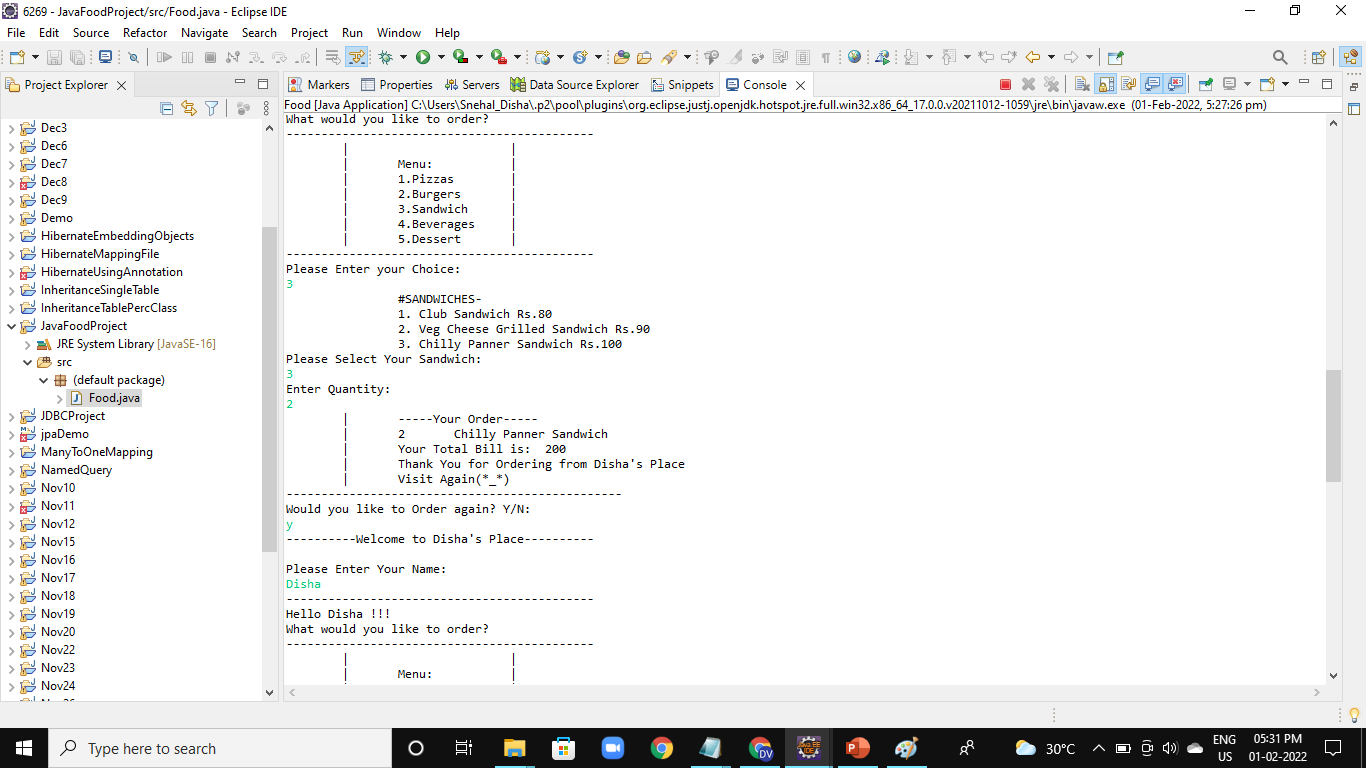 6269 - JavaFoodProject/src/Food.java - Eclipse IDE
File Edit Source Refactor Navigate Search Project Run Window Help
Project Explorer
Markers Properties Servers Data Source Explorer Snippets Console
Food [Java Application] C:\Users\Snehal_Disha\.p2\pool\plugins\org.eclipse.justj.openjdk.hotspot.jre.full.win32.x86_64_17.0.0.v20211012-1059\jre\bin\javaw.exe (01-Feb-2022, 5:27:26 pm)
Dec3
Dec6
Dec7
Dec8
Dec9
Demo
HibernateEmbeddingObjects
HibernateMappingFile
HibernateUsingAnnotation
InheritanceSingleTable
InheritanceTablePercClass
JavaFoodProject
JRE System Library [JavaSE-16]
src
(default package)
Food.java
JDBCProject
jpaDemo
ManyToOneMapping
NamedQuery
Nov10
Nov11
Nov12
Nov15
Nov16
Nov17
Nov18
Nov19
Nov20
Nov22
Nov23
Nov24
What would you like to order?
--------------------------------------------
| |
| Menu: |
| 1.Pizzas |
| 2.Burgers |
| 3.Sandwich |
| 4.Beverages |
| 5.Dessert |
--------------------------------------------
Please Enter your Choice:
3
#SANDWICHES-
1. Club Sandwich Rs.80
2. Veg Cheese Grilled Sandwich Rs.90
3. Chilly Panner Sandwich Rs.100
Please Select Your Sandwich:
3
Enter Quantity:
2
| -----Your Order-----
| 2 Chilly Panner Sandwich
| Your Total Bill is: 200
| Thank You for Ordering from Disha's Place
| Visit Again(*_*)
------------------------------------------------
Would you like to Order again? Y/N:
y
----------Welcome to Disha's Place----------
Please Enter Your Name:
Disha
--------------------------------------------
Hello Disha !!!
What would you like to order?
--------------------------------------------
| |
| Menu: |
Type here to search
30°C
ENG
US
05:31 PM
01-02-2022